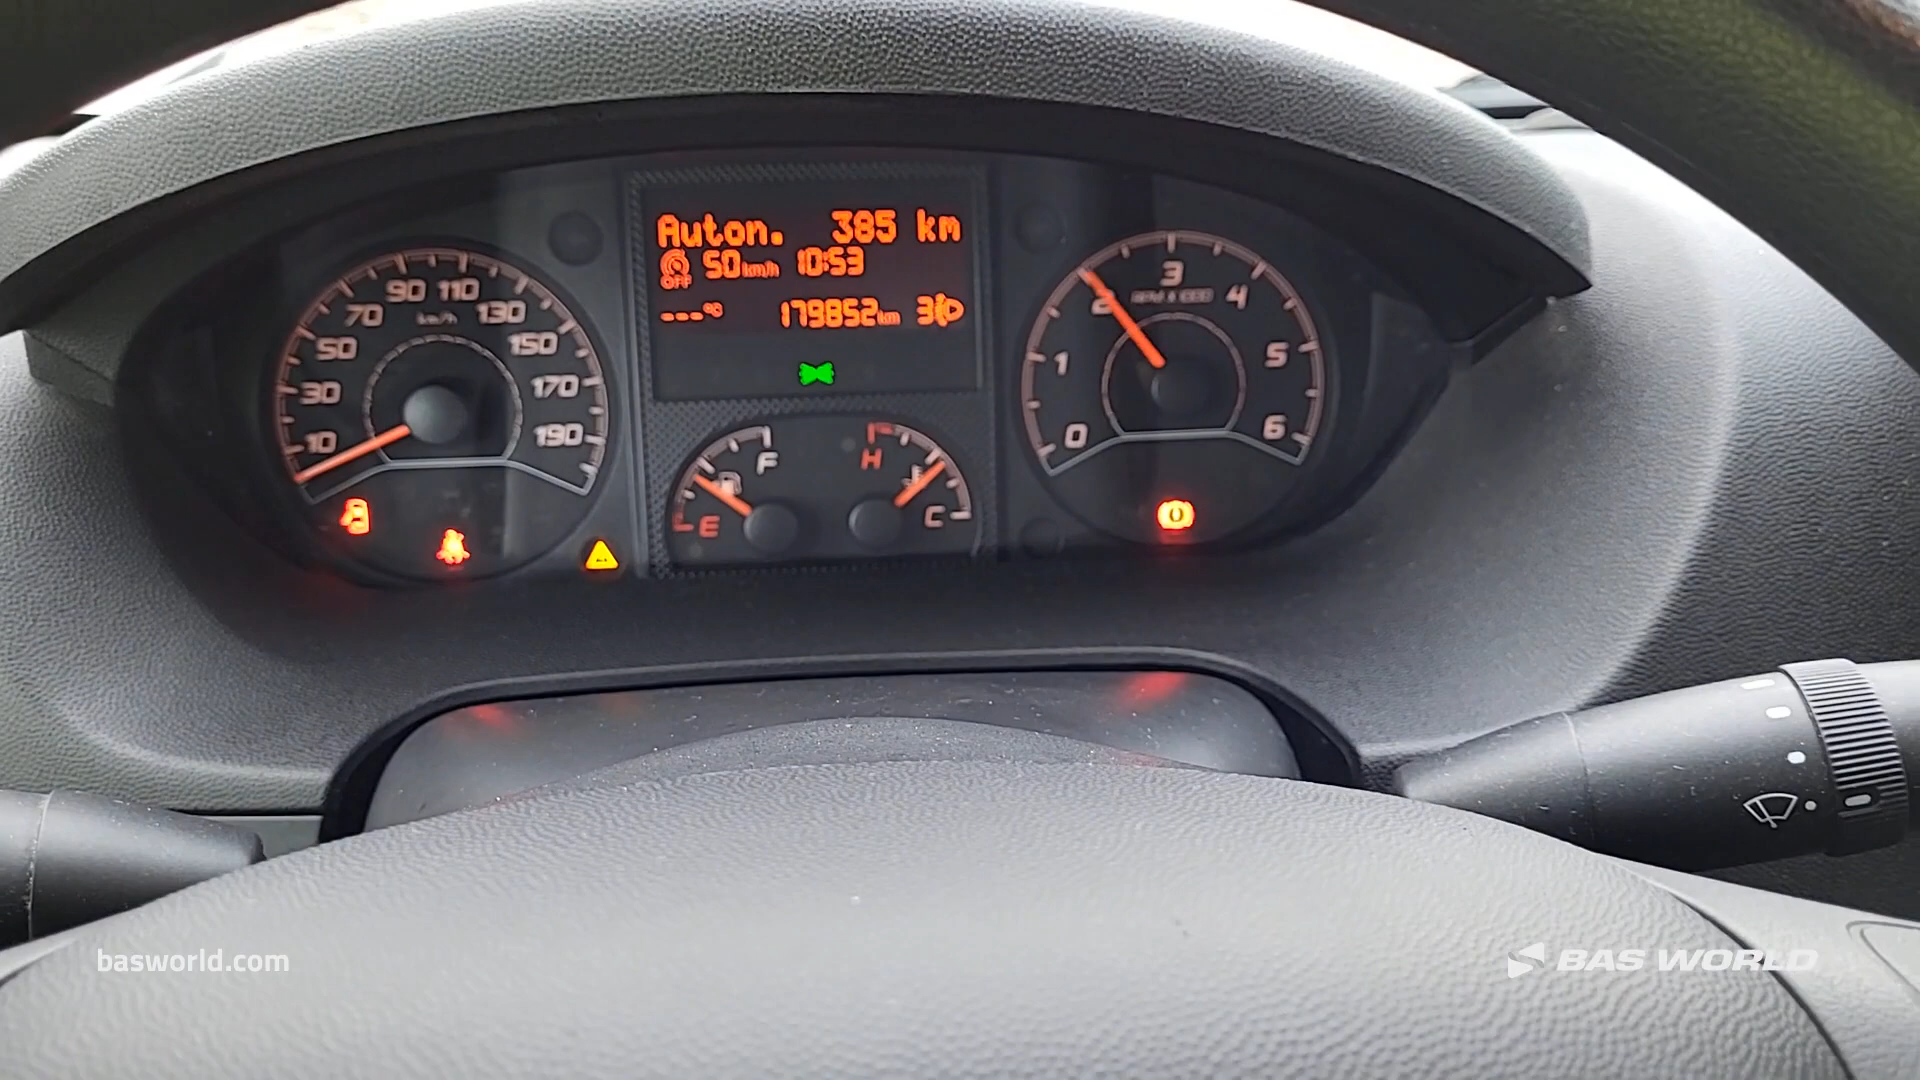 Auton. 385 km
OFF 50 km/h 10:53
---°C 179852 km 3
10 30 50 70 90 110 130 150 170 190
km/h
0 1 2 3 4 5 6
RPM X 1000
E F
H C
basworld.com
BAS WORLD